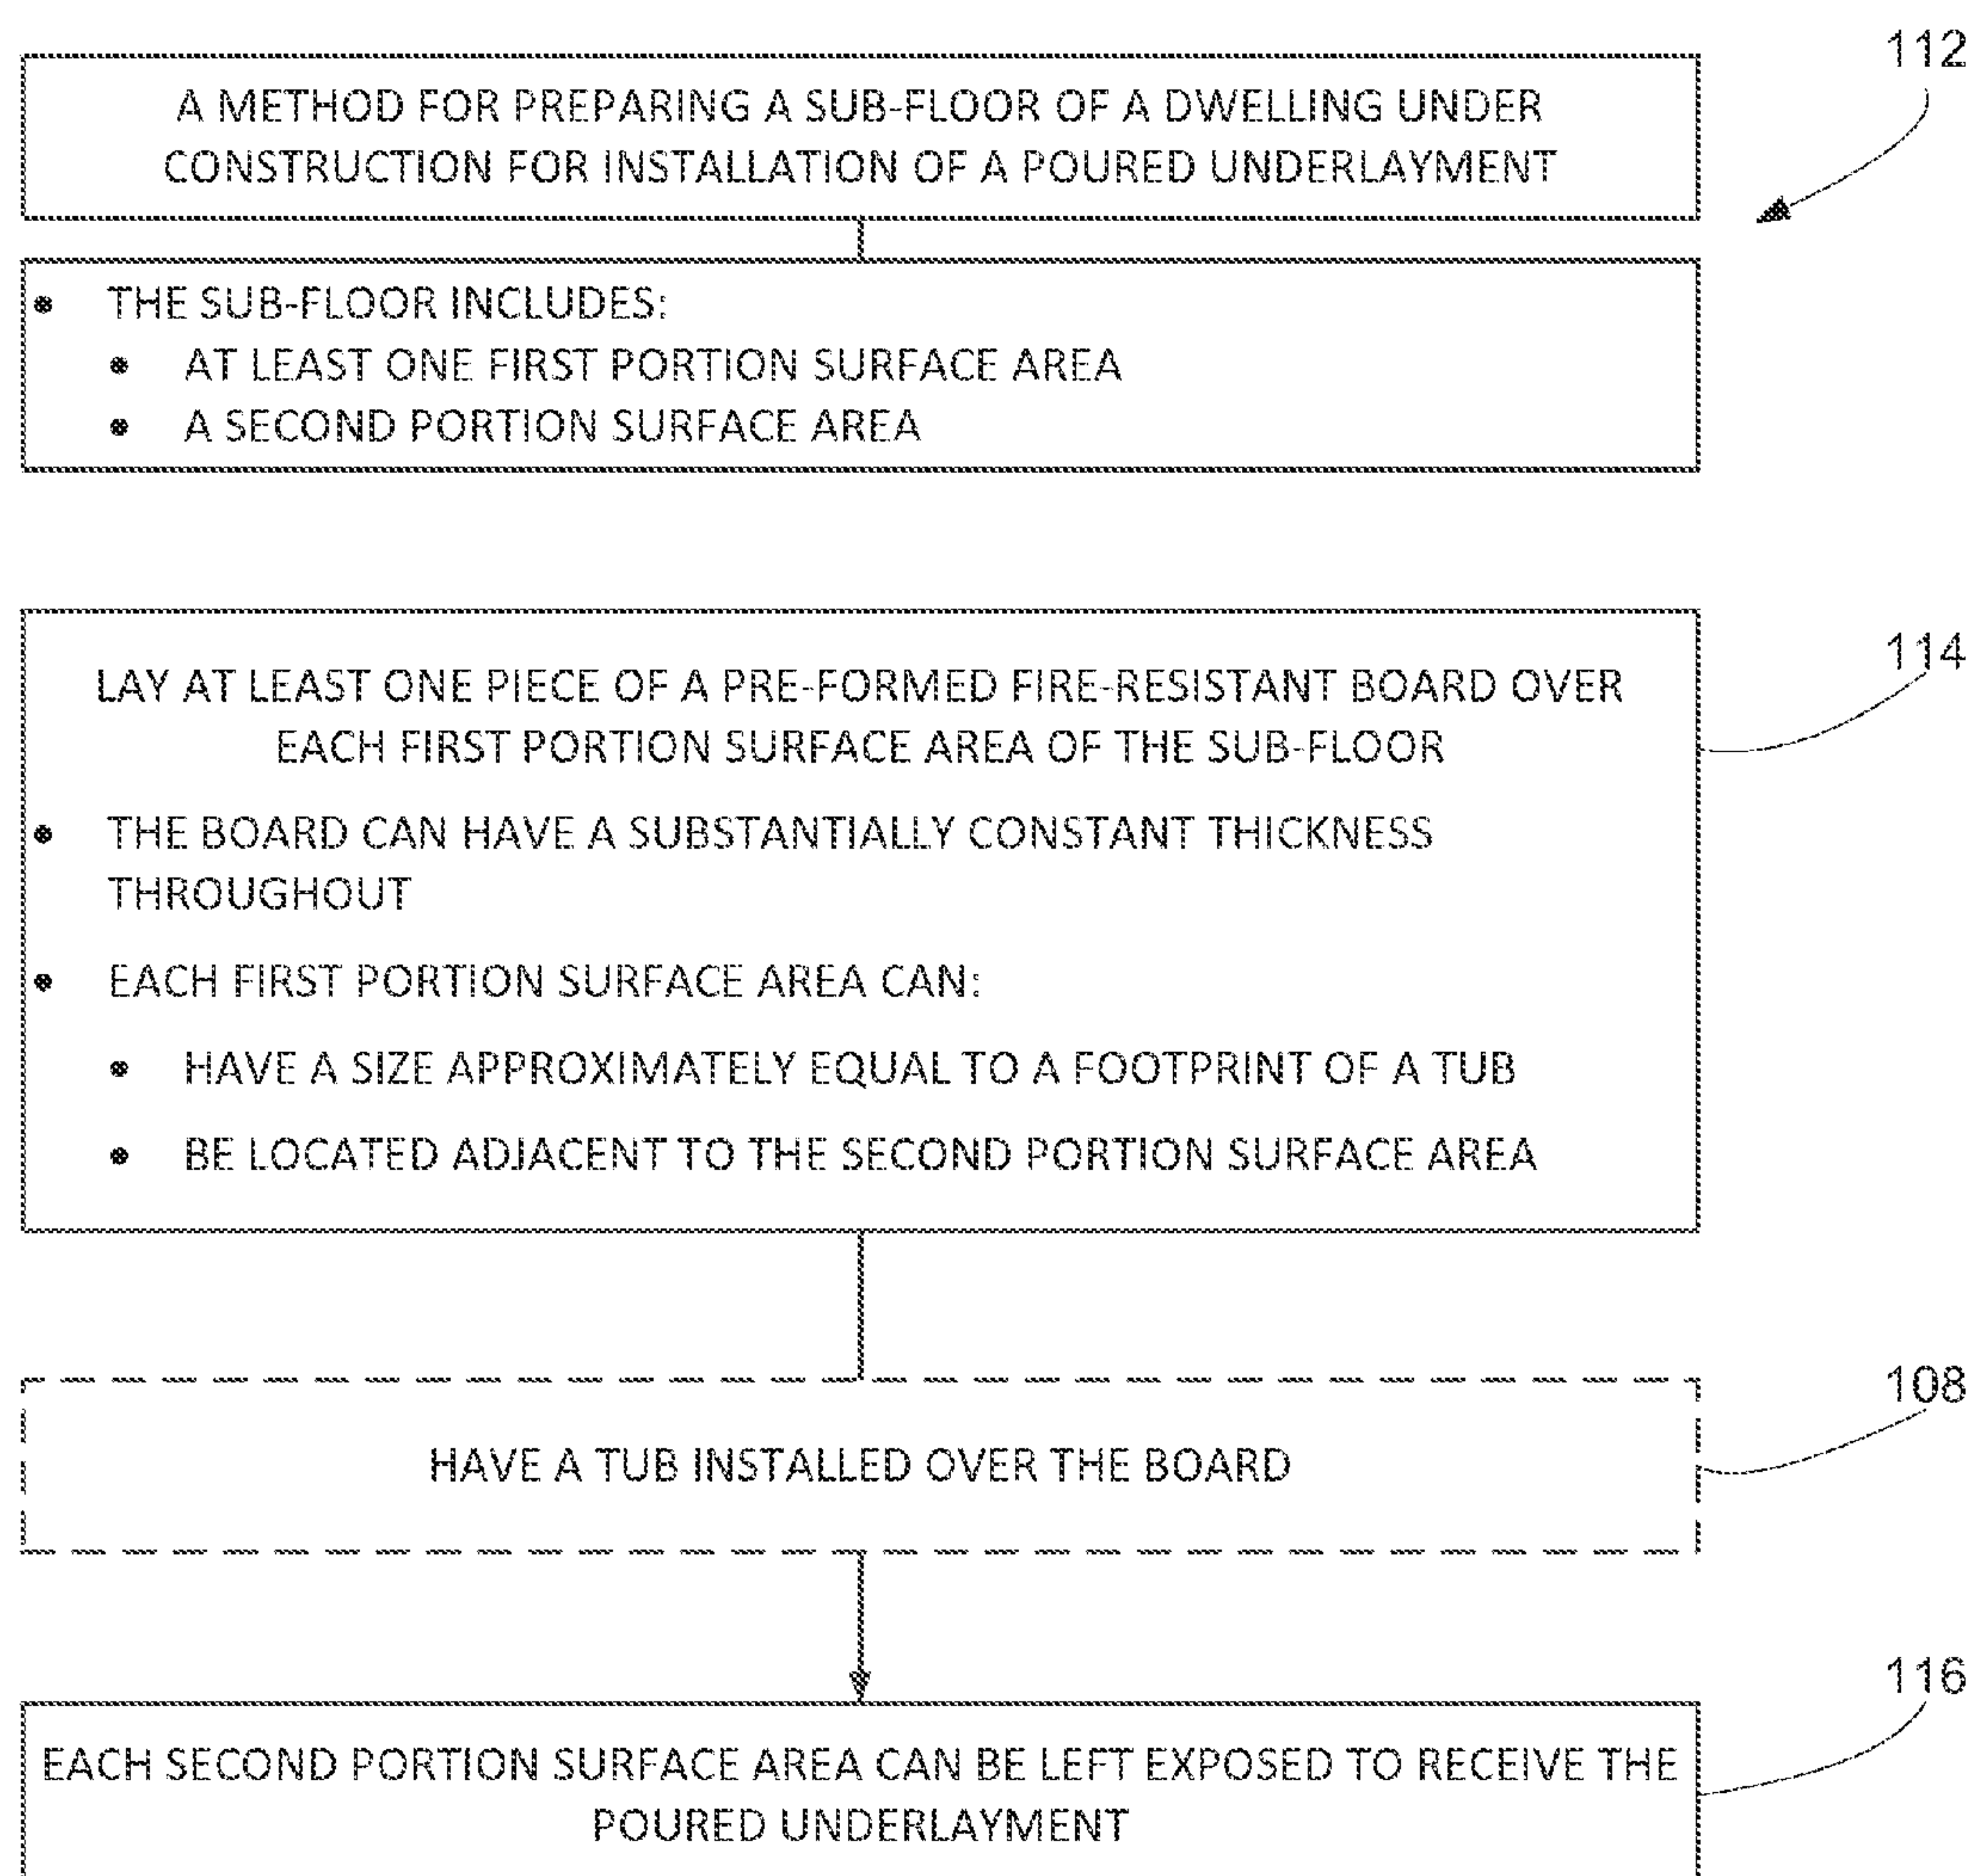 112
A METHOD FOR PREPARING A SUB-FLOOR OF A DWELLING UNDER
CONSTRUCTION FOR INSTALLATION OF A POURED UNDERLAYMENT
• THE SUB-FLOOR INCLUDES:
• AT LEAST ONE FIRST PORTION SURFACE AREA
• A SECOND PORTION SURFACE AREA
114
LAY AT LEAST ONE PIECE OF A PRE-FORMED FIRE-RESISTANT BOARD OVER
EACH FIRST PORTION SURFACE AREA OF THE SUB-FLOOR
• THE BOARD CAN HAVE A SUBSTANTIALLY CONSTANT THICKNESS
THROUGHOUT
• EACH FIRST PORTION SURFACE AREA CAN:
• HAVE A SIZE APPROXIMATELY EQUAL TO A FOOTPRINT OF A TUB
• BE LOCATED ADJACENT TO THE SECOND PORTION SURFACE AREA
108
HAVE A TUB INSTALLED OVER THE BOARD
116
EACH SECOND PORTION SURFACE AREA CAN BE LEFT EXPOSED TO RECEIVE THE
POURED UNDERLAYMENT